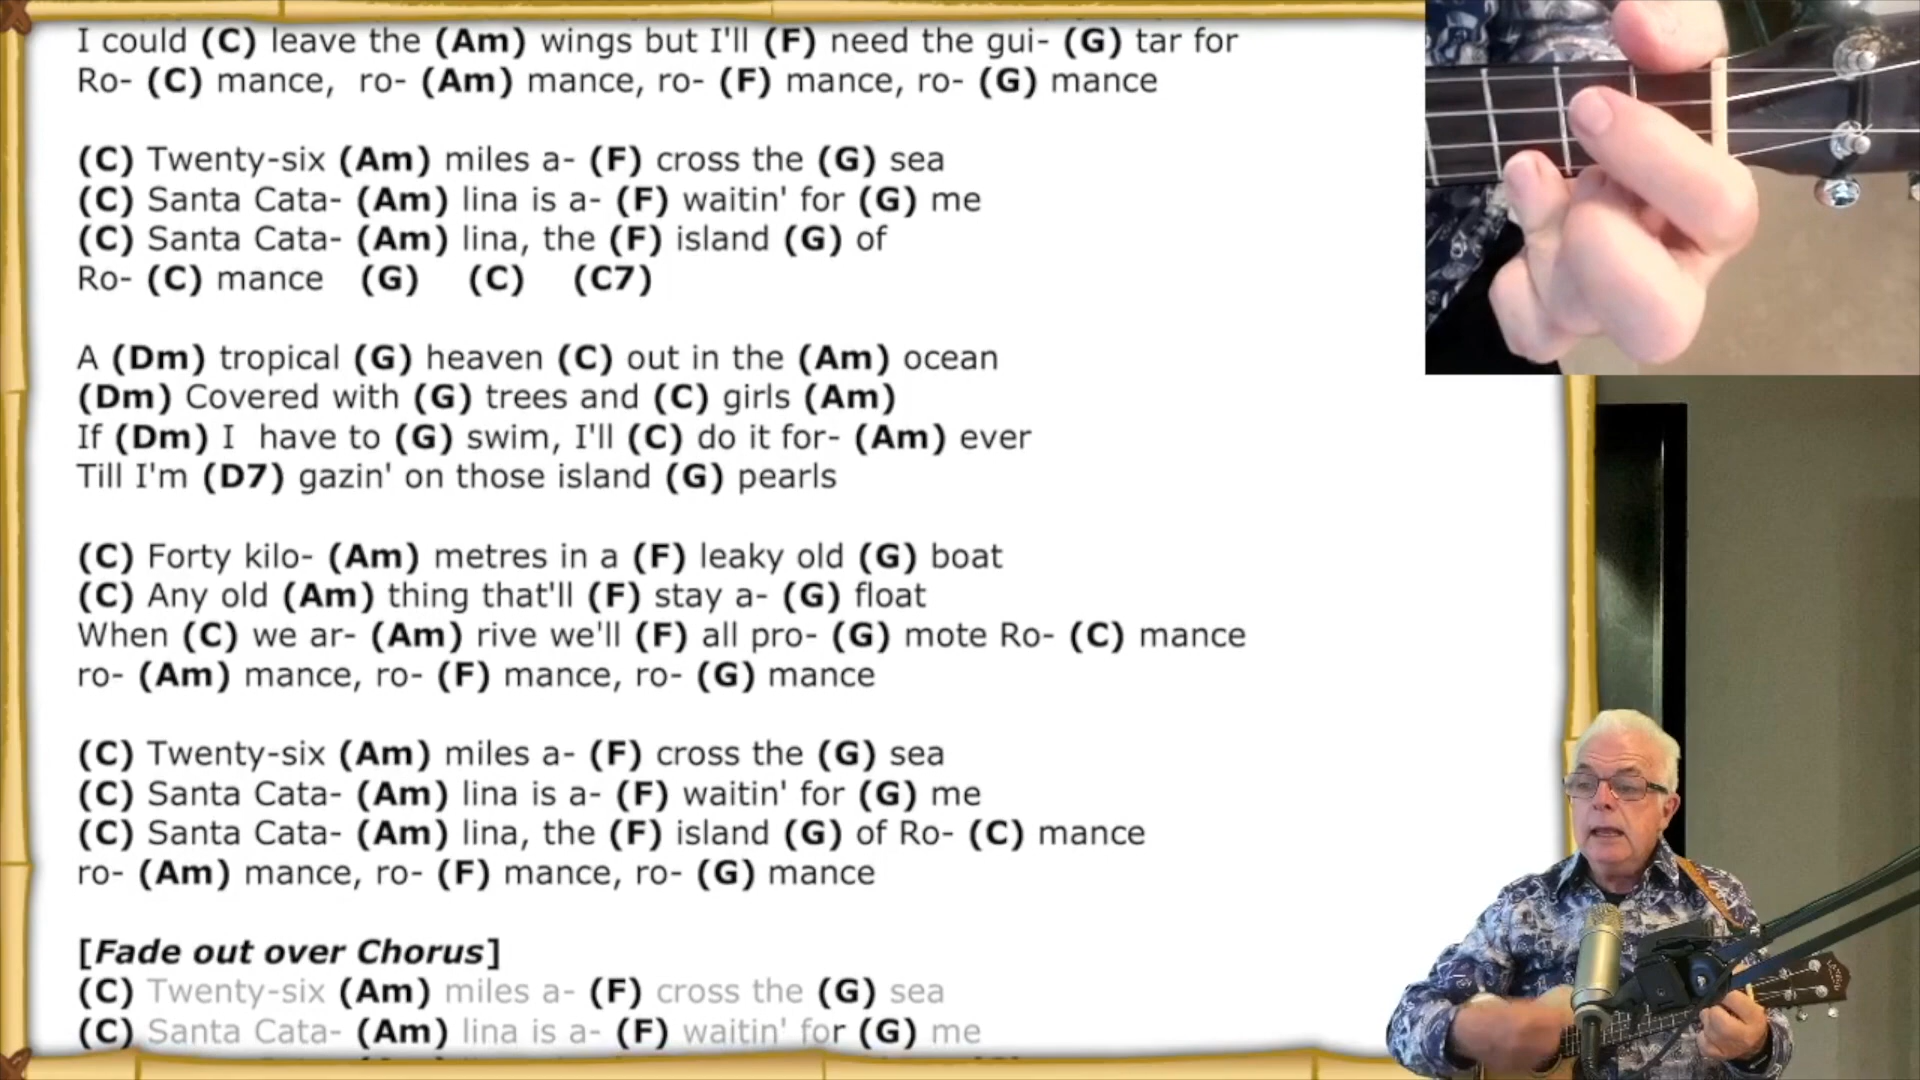 I could (C) leave the (Am) wings but I'll (F) need the gui- (G) tar for
Ro- (C) mance, ro- (Am) mance, ro- (F) mance, ro- (G) mance
(C) Twenty-six (Am) miles a- (F) cross the (G) sea
(C) Santa Cata- (Am) lina is a- (F) waitin' for (G) me
(C) Santa Cata- (Am) lina, the (F) island (G) of
Ro- (C) mance (G) (C) (C7)
A (Dm) tropical (G) heaven (C) out in the (Am) ocean
(Dm) Covered with (G) trees and (C) girls (Am)
If (Dm) I have to (G) swim, I'll (C) do it for- (Am) ever
Till I'm (D7) gazin' on those island (G) pearls
(C) Forty kilo- (Am) metres in a (F) leaky old (G) boat
(C) Any old (Am) thing that'll (F) stay a- (G) float
When (C) we ar- (Am) rive we'll (F) all pro- (G) mote Ro- (C) mance
ro- (Am) mance, ro- (F) mance, ro- (G) mance
(C) Twenty-six (Am) miles a- (F) cross the (G) sea
(C) Santa Cata- (Am) lina is a- (F) waitin' for (G) me
(C) Santa Cata- (Am) lina, the (F) island (G) of Ro- (C) mance
ro- (Am) mance, ro- (F) mance, ro- (G) mance
[Fade out over Chorus]
(C) Twenty-six (Am) miles a- (F) cross the (G) sea
(C) Santa Cata- (Am) lina is a- (F) waitin' for (G) me